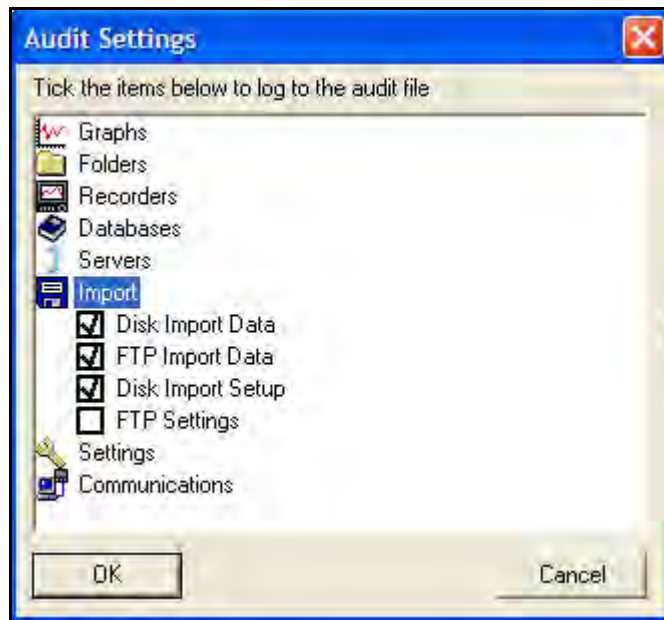 Audit Settings
Tick the items below to log to the audit file
Graphs
Folders
Recorders
Databases
Servers
Import
Disk Import Data
FTP Import Data
Disk Import Setup
FTP Settings
Settings
Communications
OK
Cancel